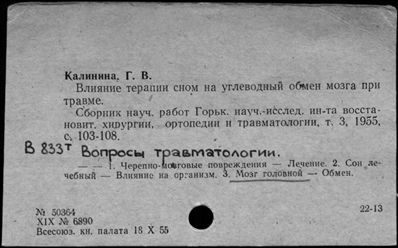 Калинина, Г. В.
Влияние терапии сном на углеводный обмен мозга при
травме.
Сборник науч. работ Горьк. науч.-исслед. ин-та восста-
новит. хирургии, ортопедии и травматологии, т. 3, 1955,
с. 103-108.
В 833т Вопросы травматологии.
— — 1. Черепно-мозговые повреждения — Лечение. 2. Сон ле-
чебный — Влияние на организм. 3. Мозг головной — Обмен.
№ 50364
22-13
XIX № 6890
Всесоюз. кн. палата 18 X 55